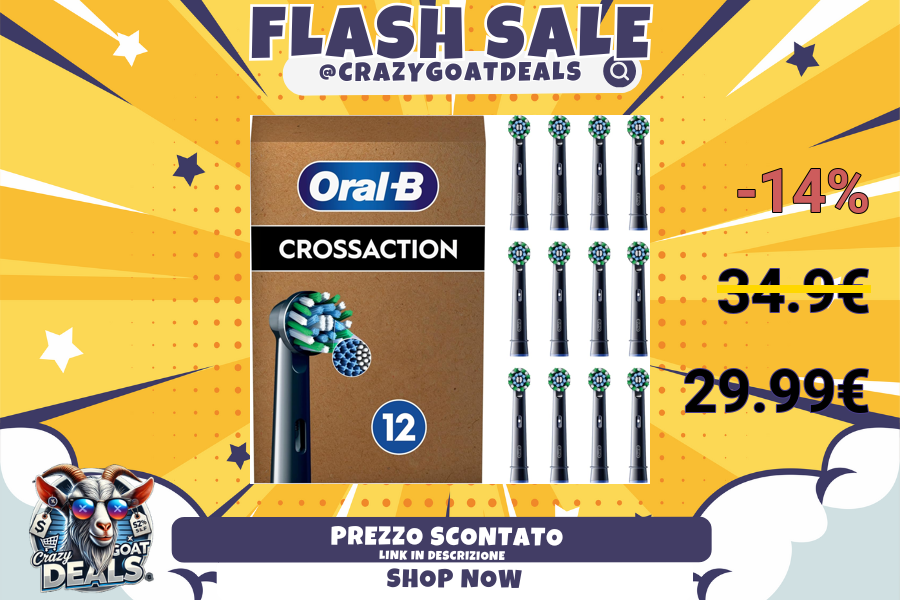 FLASH SALE
@CRAZYGOATDEALS
Oral-B
CROSSACTION
12
-14%
34.9€
29.99€
$
52%
Crazy
GOAT
DEALS
PREZZO SCONTATO
LINK IN DESCRIZIONE
SHOP NOW